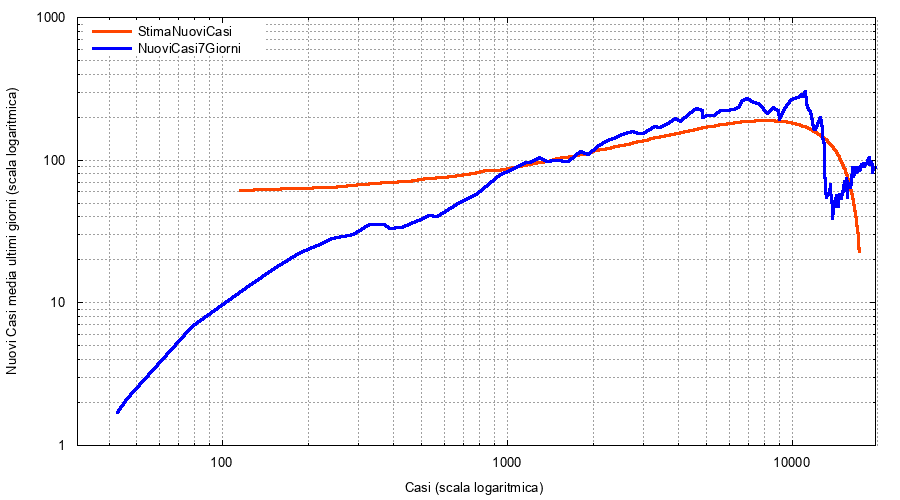 1000
StimaNuoviCasi
NuoviCasi7Giorni
100
10
1
Nuovi Casi media ultimi giorni (scala logaritmica)
100 1000 10000
Casi (scala logaritmica)